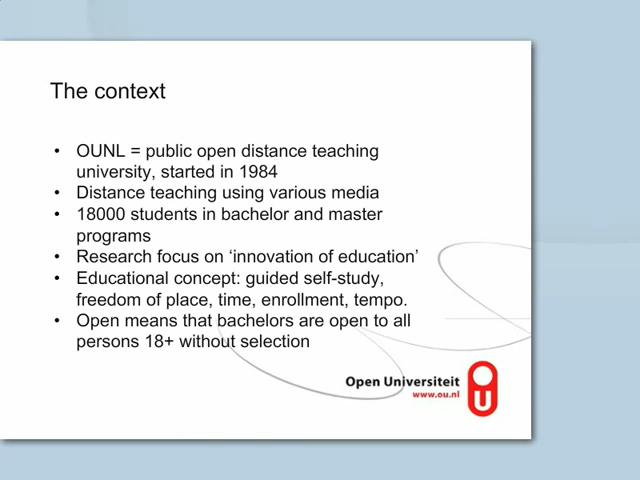 The context
• OUNL = public open distance teaching
university, started in 1984
• Distance teaching using various media
• 18000 students in bachelor and master
programs
• Research focus on ‘innovation of education’
• Educational concept: guided self-study,
freedom of place, time, enrollment, tempo.
• Open means that bachelors are open to all
persons 18+ without selection
Open Universiteit
www.ou.nl